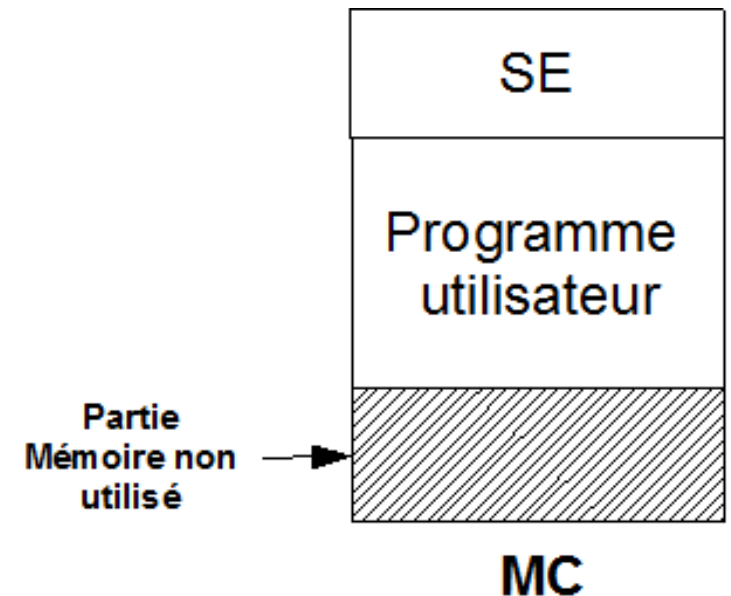 SE
Programme
utilisateur
Partie
Mémoire non
utilisé
MC